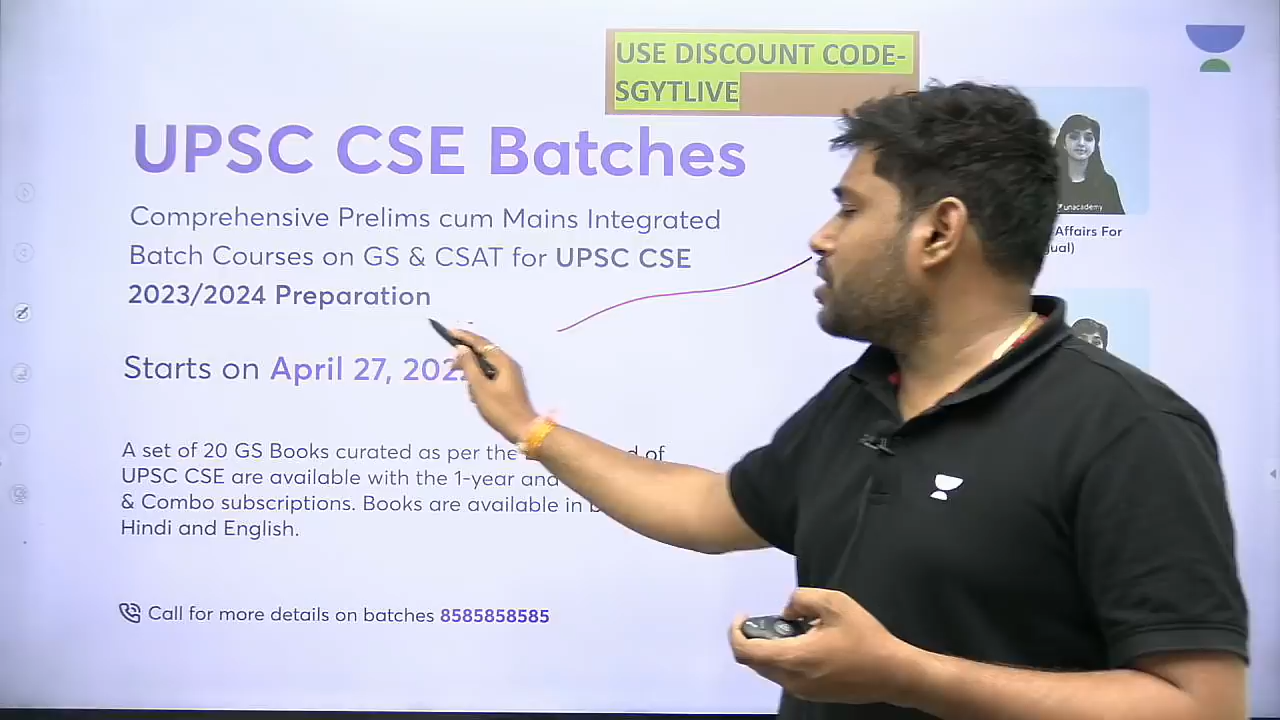 USE DISCOUNT CODE-
SGYTLIVE
UPSC CSE Batches
Comprehensive Prelims cum Mains Integrated
Batch Courses on GS & CSAT for UPSC CSE
2023/2024 Preparation
Starts on April 27, 202
A set of 20 GS Books curated as per the of
UPSC CSE are available with the 1-year and
& Combo subscriptions. Books are available in
Hindi and English.
Call for more details on batches 8585858585
unacademy
Affairs For